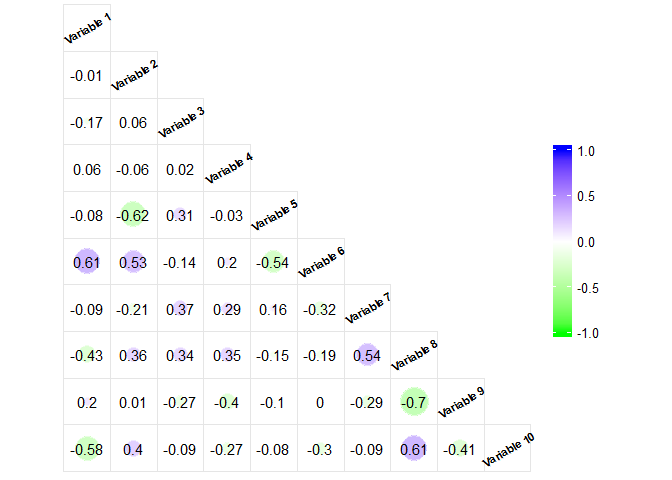 Variable 1
-0.01 Variable 2
-0.17 0.06 Variable 3
0.06 -0.06 0.02 Variable 4
-0.08 -0.62 0.31 -0.03 Variable 5
0.61 0.53 -0.14 0.2 -0.54 Variable 6
-0.09 -0.21 0.37 0.29 0.16 -0.32 Variable 7
-0.43 0.36 0.34 0.35 -0.15 -0.19 0.54 Variable 8
0.2 0.01 -0.27 -0.4 -0.1 0 -0.29 -0.7 Variable 9
-0.58 0.4 -0.09 -0.27 -0.08 -0.3 -0.09 0.61 -0.41 Variable 10
1.0
0.5
0.0
-0.5
-1.0